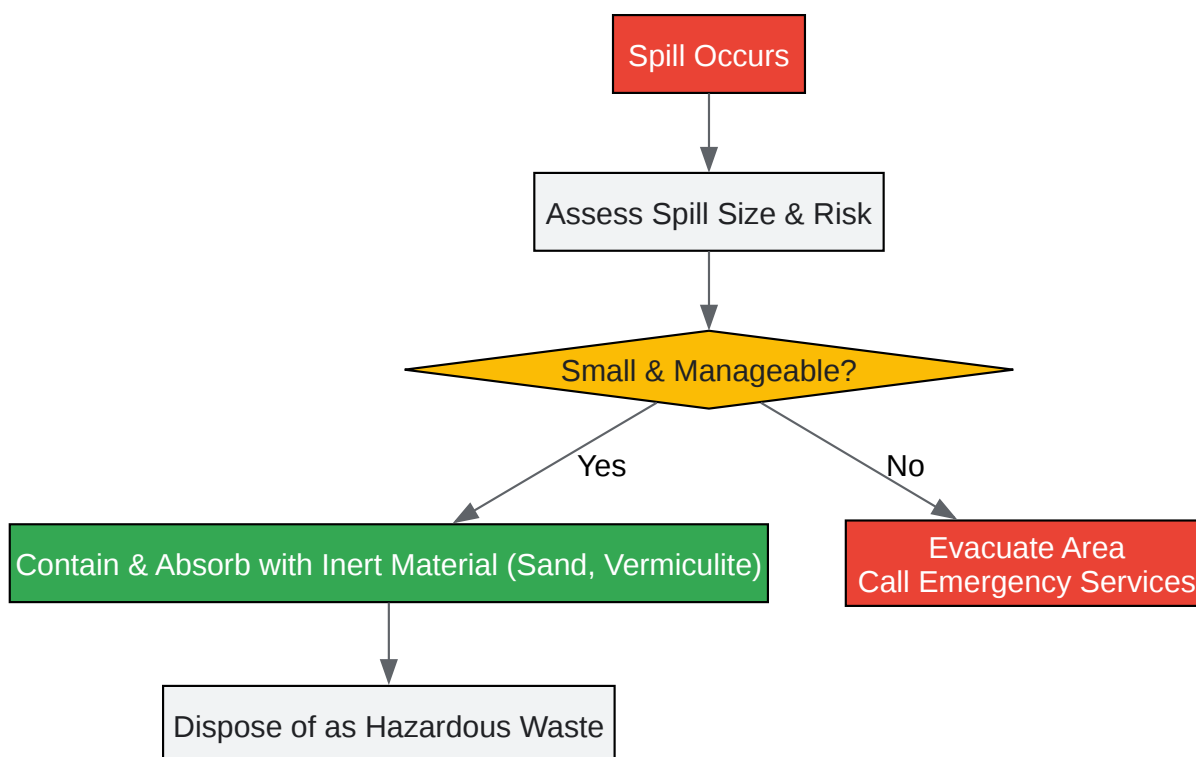 Spill Occurs
Assess Spill Size & Risk
Small & Manageable?
Yes
No
Contain & Absorb with Inert Material (Sand, Vermiculite)
Evacuate Area
Call Emergency Services
Dispose of as Hazardous Waste